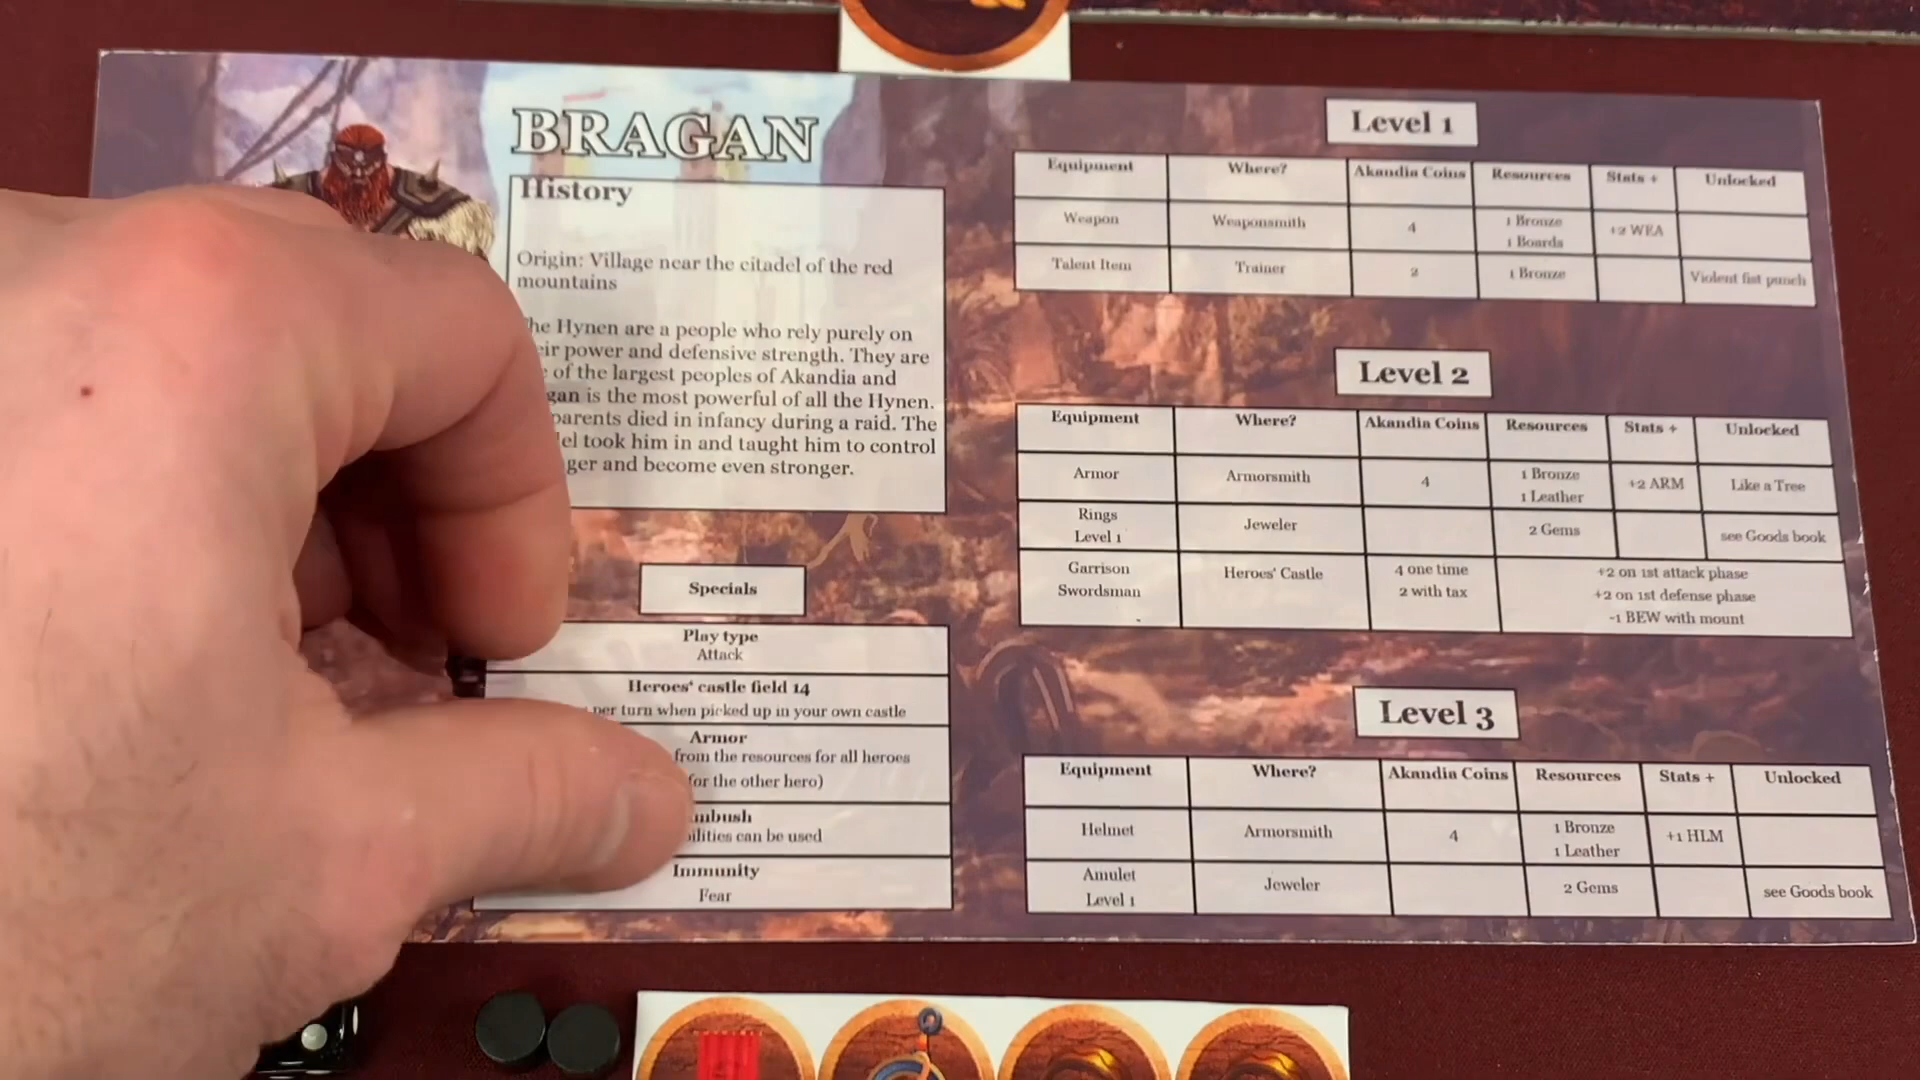 BRAGAN
History
Origin: Village near the citadel of the red
mountains
he Hynen are a people who rely purely on
eir power and defensive strength. They are
of the largest peoples of Akandia and
gan is the most powerful of all the Hynen.
parents died in infancy during a raid. The
el took him in and taught him to control
ger and become even stronger.
Specials
Play type
Attack
Heroes' castle field 14
per turn when picked up in your own castle
Armor
from the resources for all heroes
for the other hero)
mbush
ilities can be used
Immunity
Fear
Level 1
Equipment Where? Akandia Coins Resources Stats + Unlocked
Weapon Weaponsmith 4 1 Bronze 1 Boards +2 WEA
Talent Item Trainer 2 1 Bronze Violent fist punch
Level 2
Equipment Where? Akandia Coins Resources Stats + Unlocked
Armor Armorsmith 4 1 Bronze 1 Leather +2 ARM Like a Tree
Rings Level 1 Jeweler 2 Gems see Goods book
Garrison Swordsman Heroes' Castle 4 one time 2 with tax +2 on 1st attack phase
+2 on 1st defense phase
-1 BEW with mount
Level 3
Equipment Where? Akandia Coins Resources Stats + Unlocked
Helmet Armorsmith 4 1 Bronze 1 Leather +1 HLM
Amulet Level 1 Jeweler 2 Gems see Goods book